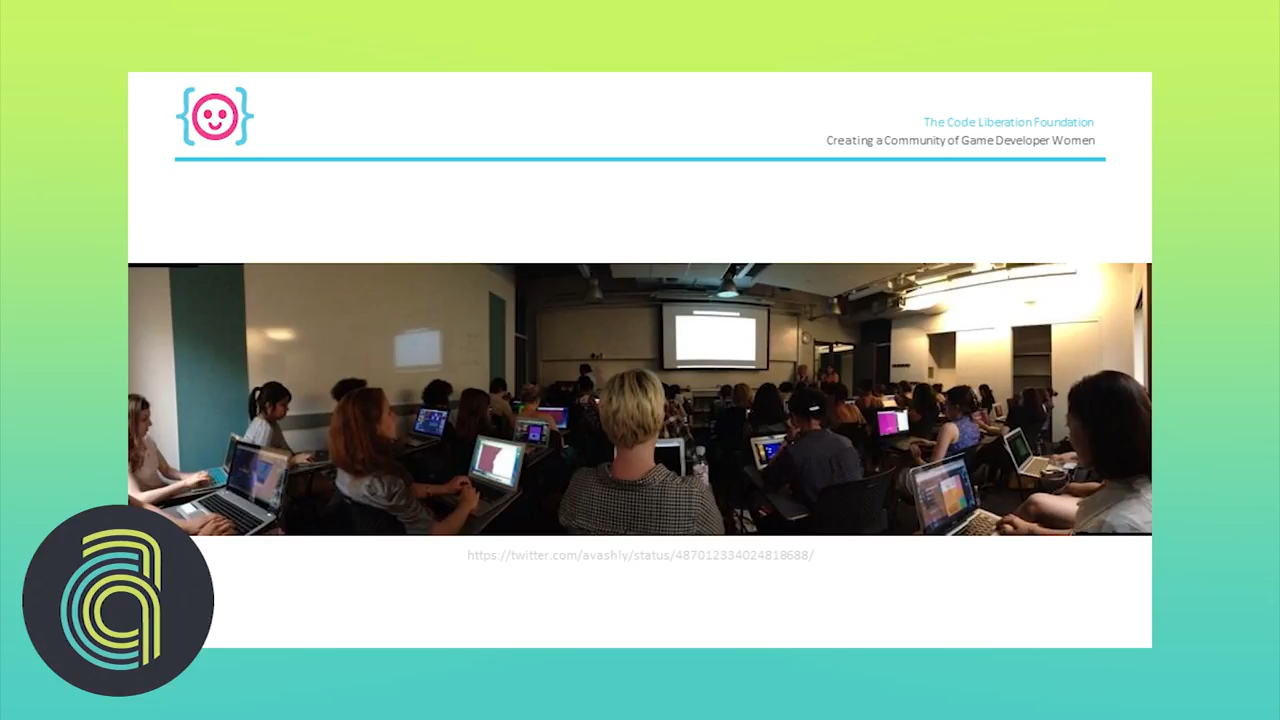 The Code Liberation Foundation
Creating a Community of Game Developer Women
https://twitter.com/avashly/status/487012334024818688/